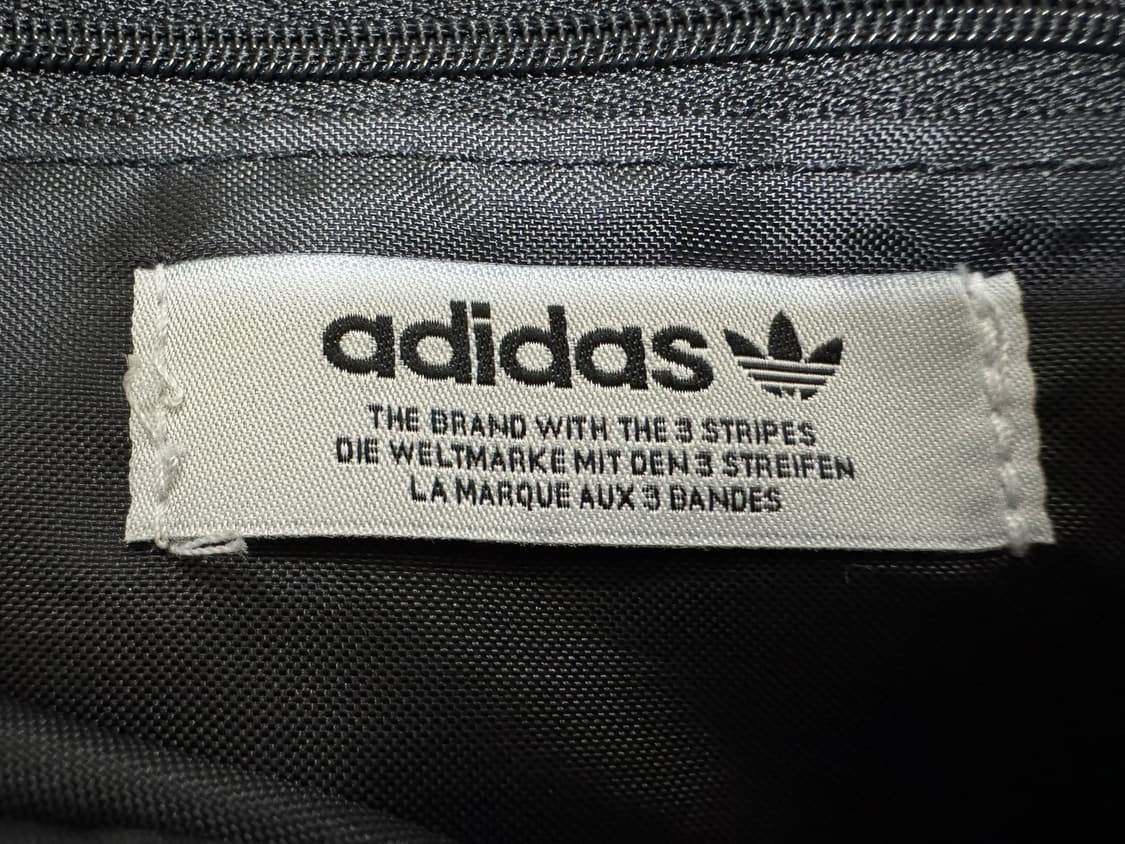 adidas
THE BRAND WITH THE 3 STRIPES
DIE WELTMARKE MIT DEN 3 STREIFEN
LA MARQUE AUX 3 BANDES